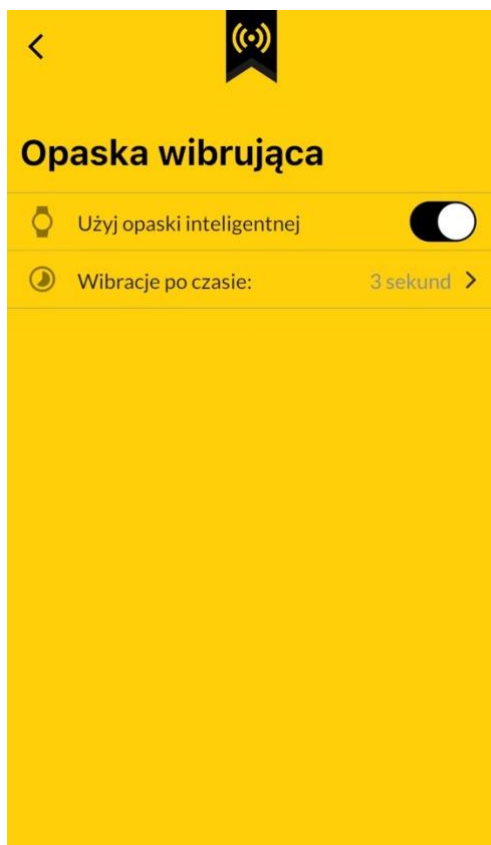 Opaska wibrująca
Użyj opaski inteligentnej
Wibracje po czasie: 3 sekund